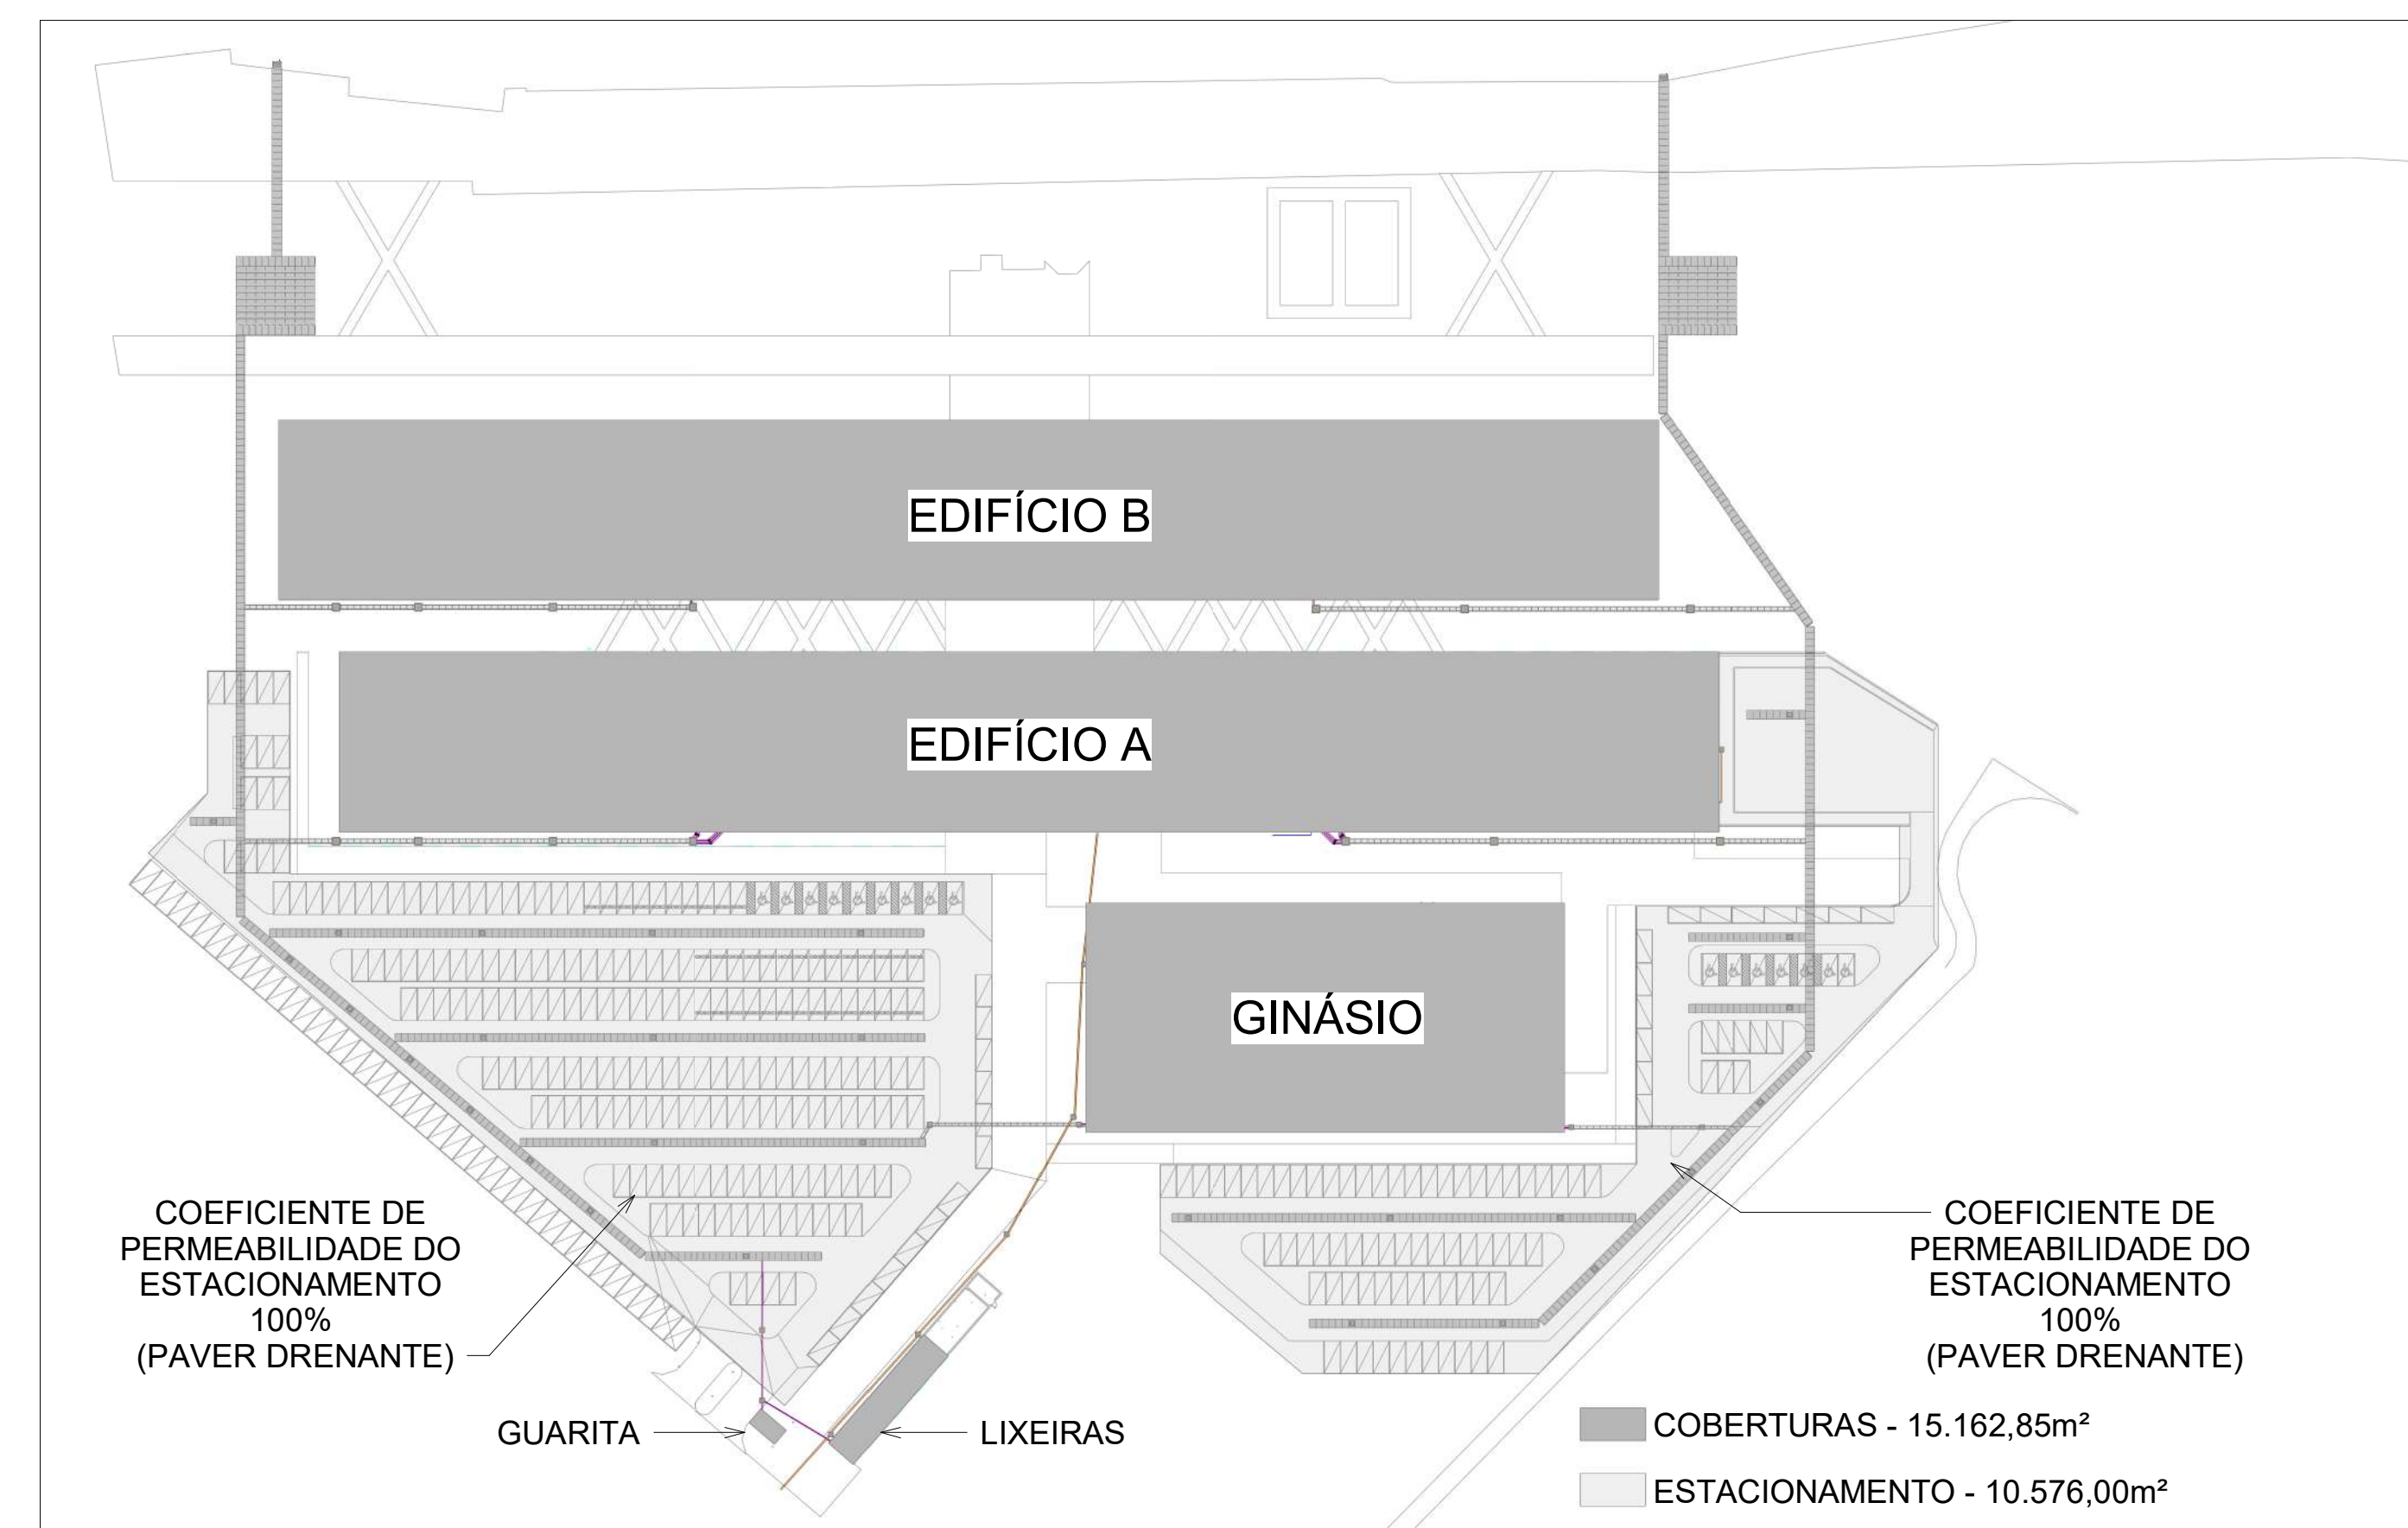 EDIFÍCIO B
EDIFÍCIO A
GINÁSIO
COEFICIENTE DE
PERMEABILIDADE DO
ESTACIONAMENTO
100%
(PAVER DRENANTE)
COEFICIENTE DE
PERMEABILIDADE DO
ESTACIONAMENTO
100%
(PAVER DRENANTE)
GUARITA
LIXEIRAS
COBERTURAS - 15.162,85m²
ESTACIONAMENTO - 10.576,00m²